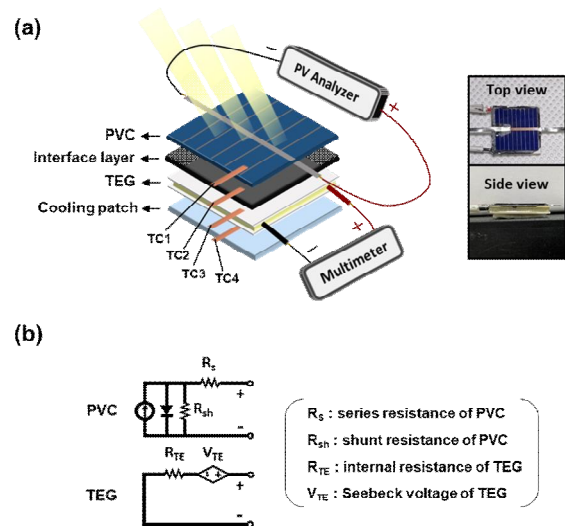 (a)
PV Analyzer
−
+
PVC
Interface layer
TEG
Cooling patch
TC1
TC2
TC3
TC4
−
+
Multimeter
Top view
Side view
(b)
PVC
Rs
Rsh
+
-
TEG
RTE
VTE
- +
+
-
RS : series resistance of PVC
Rsh : shunt resistance of PVC
RTE : internal resistance of TEG
VTE : Seebeck voltage of TEG